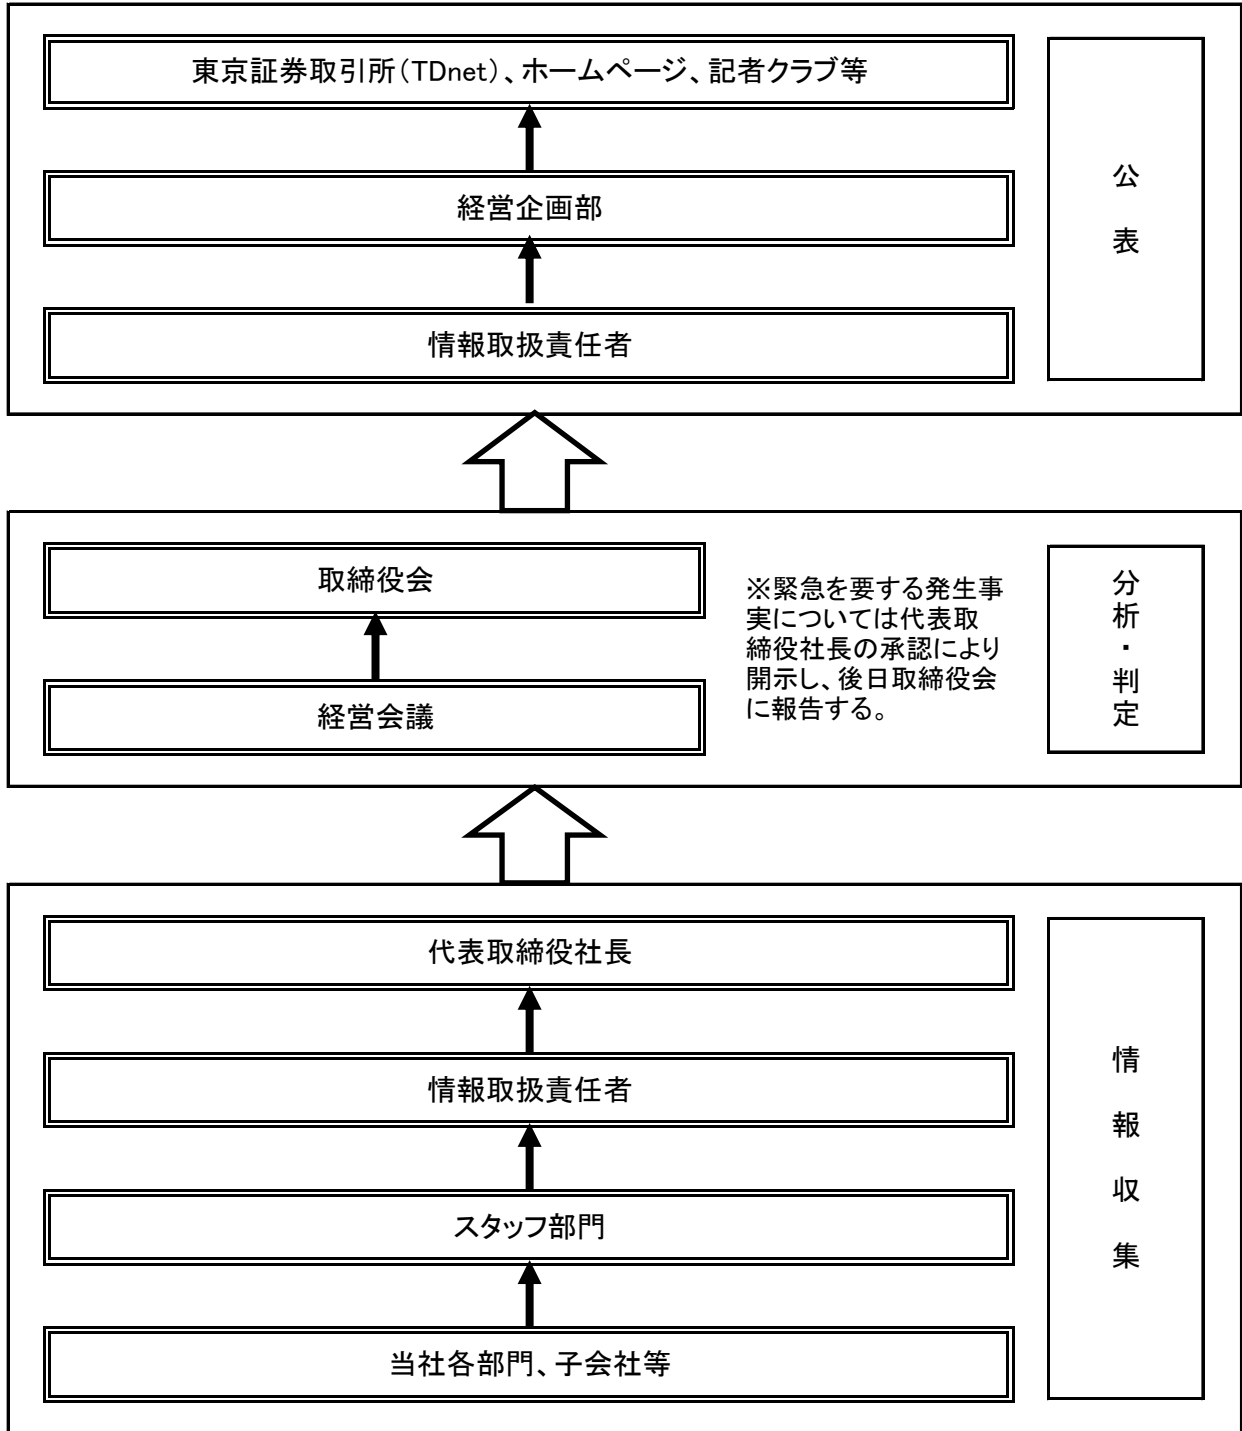 東京証券取引所（TDnet）、ホームページ、記者クラブ等
経営企画部
情報取扱責任者
公表
取締役会
経営会議
※緊急を要する発生事
実については代表取
締役社長の承認により
開示し、後日取締役会
に報告する。
分析・判定
代表取締役社長
情報取扱責任者
スタッフ部門
当社各部門、子会社等
情報収集